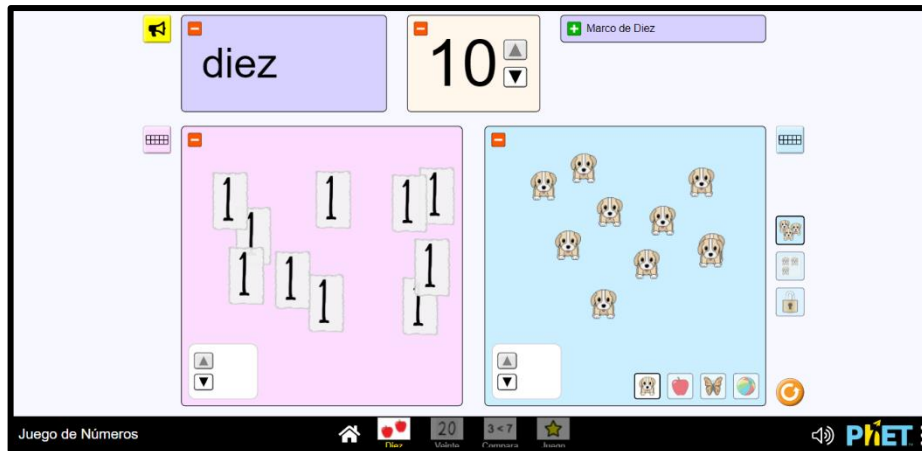 diez
10
Marco de Diez
1
1
1
1
1
1
1
1
1
1
Juego de Números
Diez
20
Veinte
3 < 7
Compara
Juego
PhET